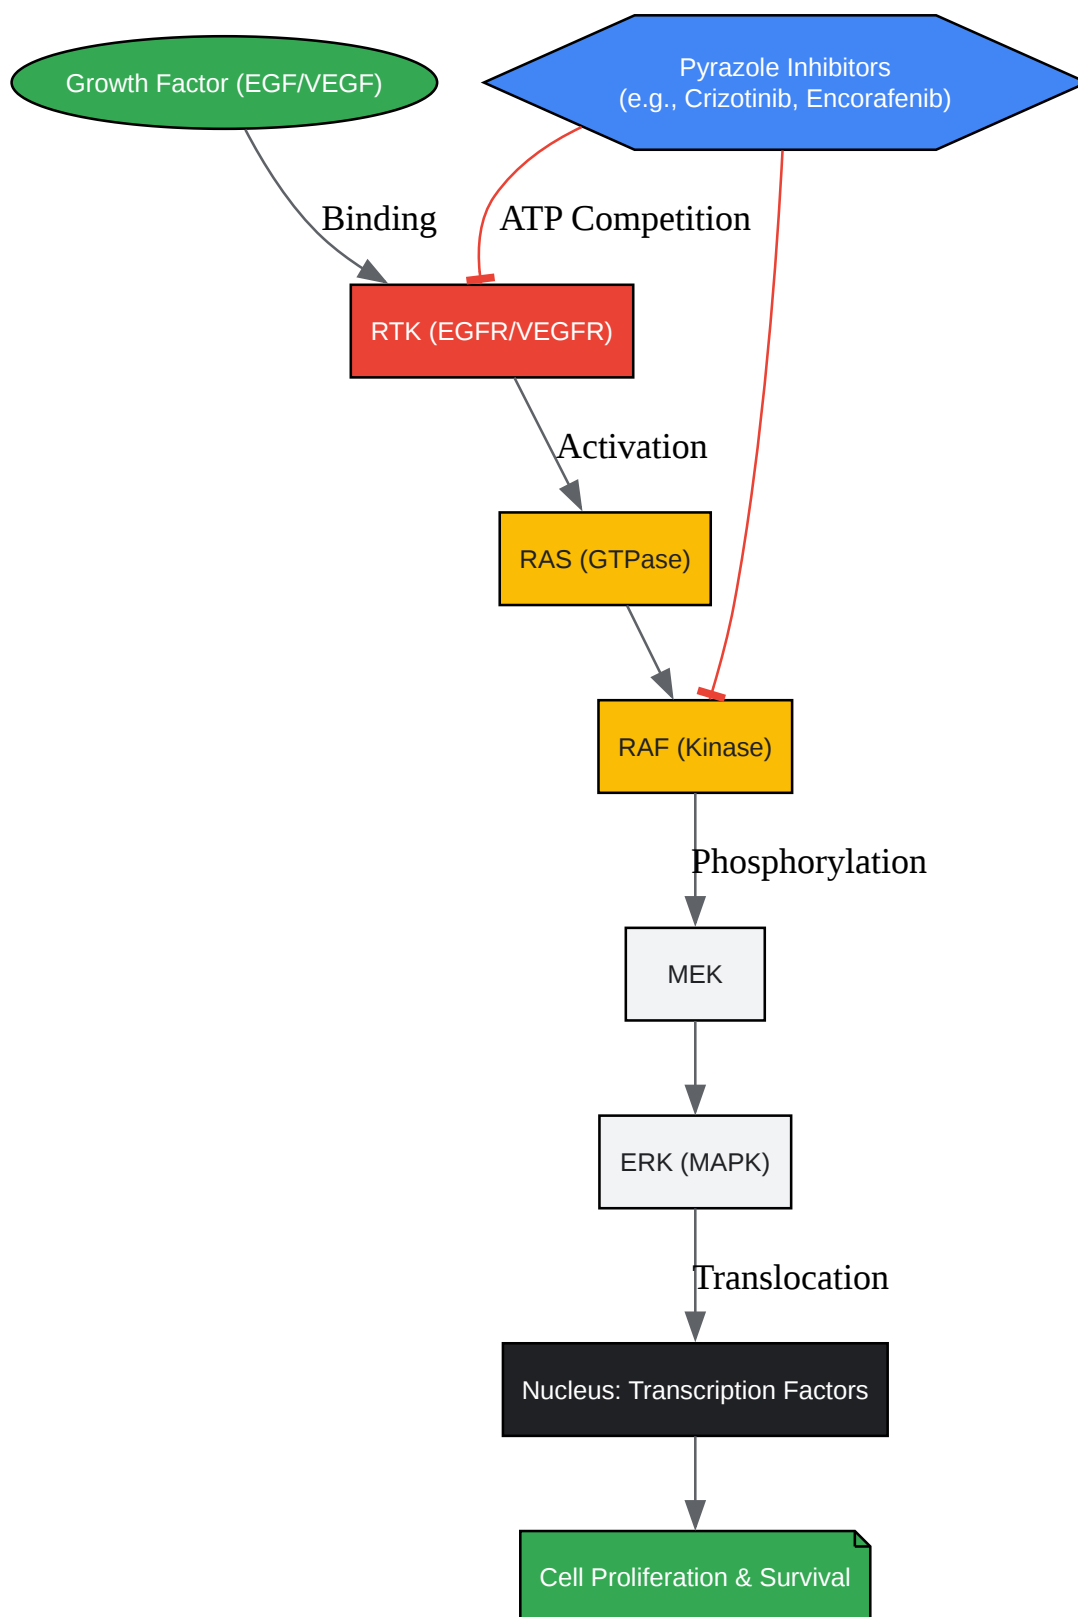 Growth Factor (EGF/VEGF)
Pyrazole Inhibitors
(e.g., Crizotinib, Encorafenib)
Binding
ATP Competition
RTK (EGFR/VEGFR)
Activation
RAS (GTPase)
RAF (Kinase)
Phosphorylation
MEK
ERK (MAPK)
Translocation
Nucleus: Transcription Factors
Cell Proliferation & Survival